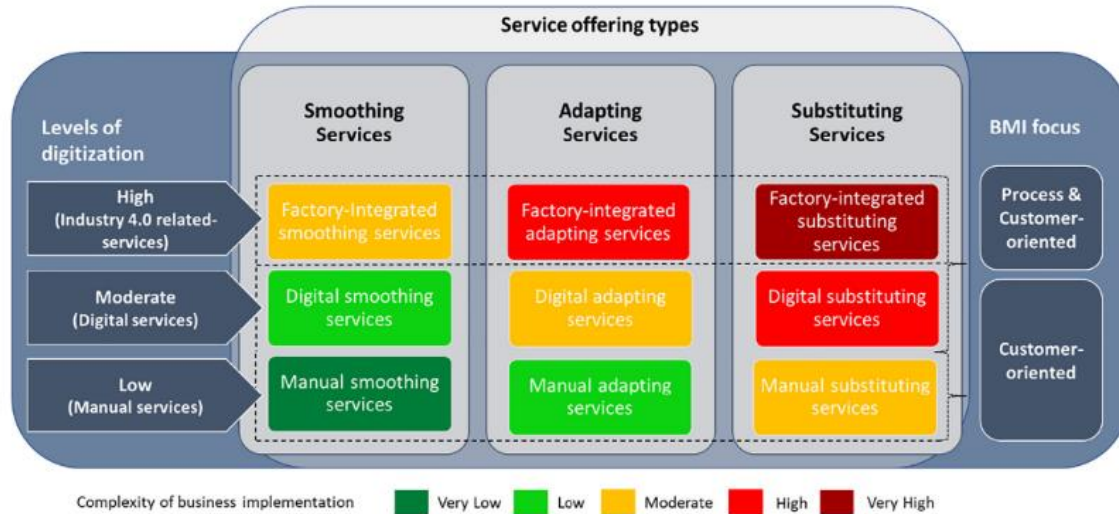 Service offering types
Levels of
digitization
Smoothing
Services
Adapting
Services
Substituting
Services
BMI focus
High
(Industry 4.0 related-
services)
Factory-Integrated
smoothing services
Factory-integrated
adapting services
Factory-integrated
substituting
services
Process &
Customer-
oriented
Moderate
(Digital services)
Digital smoothing
services
Digital adapting
services
Digital substituting
services
Customer-
oriented
Low
(Manual services)
Manual smoothing
services
Manual adapting
services
Manual substituting
services
Complexity of business implementation
Very Low
Low
Moderate
High
Very High